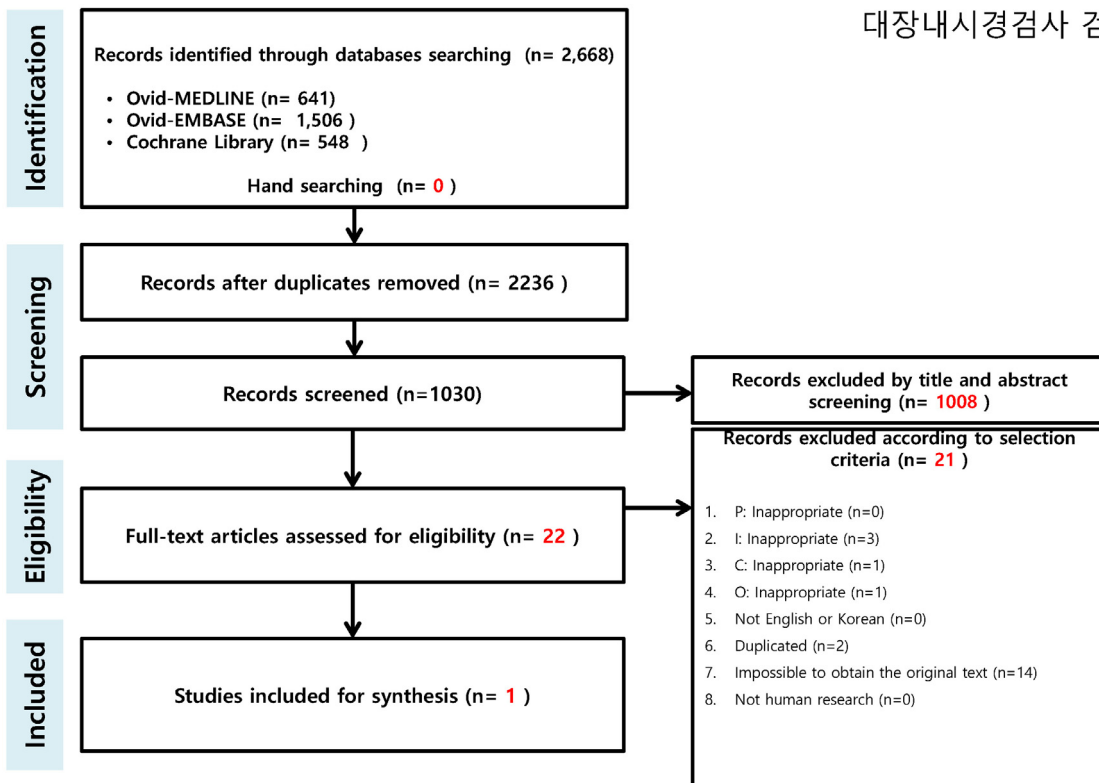 대장내시경검사 검
Identification
Records identified through databases searching (n= 2,668)
• Ovid-MEDLINE (n= 641)
• Ovid-EMBASE (n= 1,506 )
• Cochrane Library (n= 548 )
Hand searching (n= 0 )
Screening
Records after duplicates removed (n= 2236 )
Records screened (n=1030)
Records excluded by title and abstract
screening (n= 1008 )
Eligibility
Full-text articles assessed for eligibility (n= 22 )
Records excluded according to selection
criteria (n= 21 )
1. P: Inappropriate (n=0)
2. I: Inappropriate (n=3)
3. C: Inappropriate (n=1)
4. O: Inappropriate (n=1)
5. Not English or Korean (n=0)
6. Duplicated (n=2)
7. Impossible to obtain the original text (n=14)
8. Not human research (n=0)
Included
Studies included for synthesis (n= 1 )